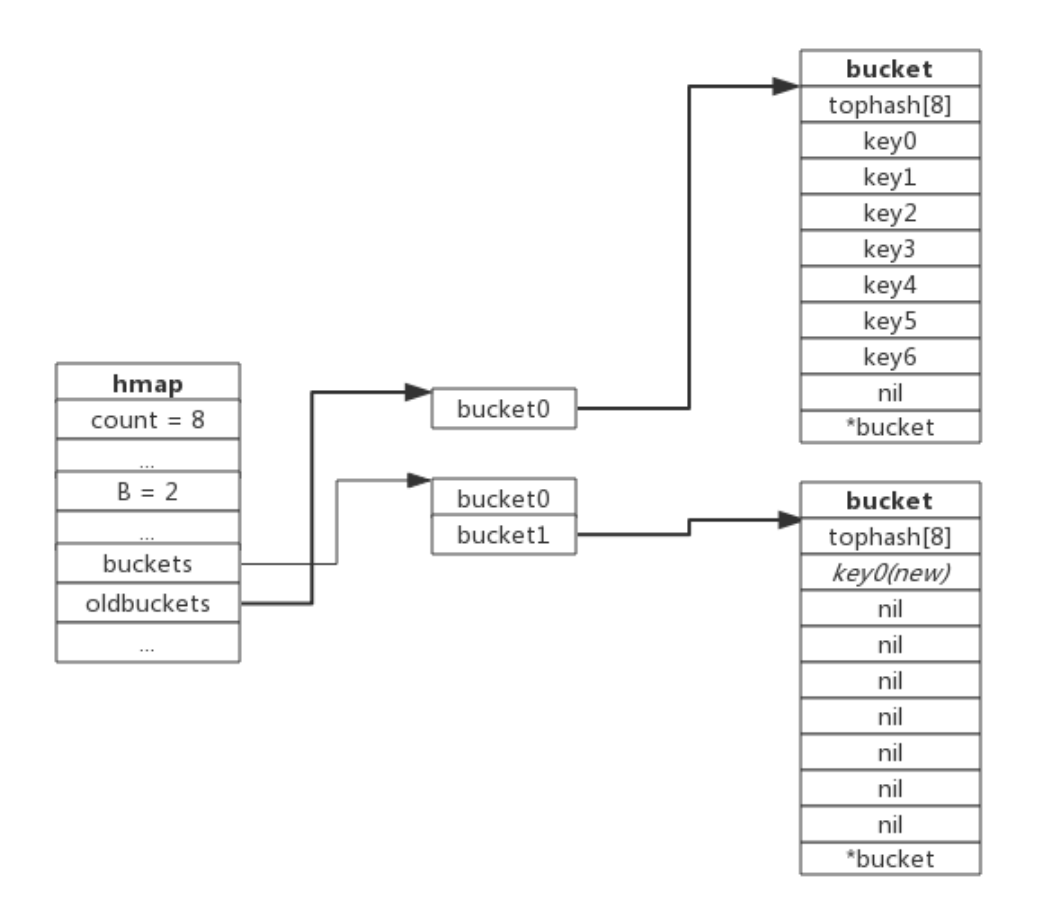 hmap
count = 8
...
B = 2
...
buckets
oldbuckets
...
bucket0
bucket0
bucket1
bucket
tophash[8]
key0
key1
key2
key3
key4
key5
key6
nil
*bucket
bucket
tophash[8]
key0(new)
nil
nil
nil
nil
nil
nil
nil
*bucket